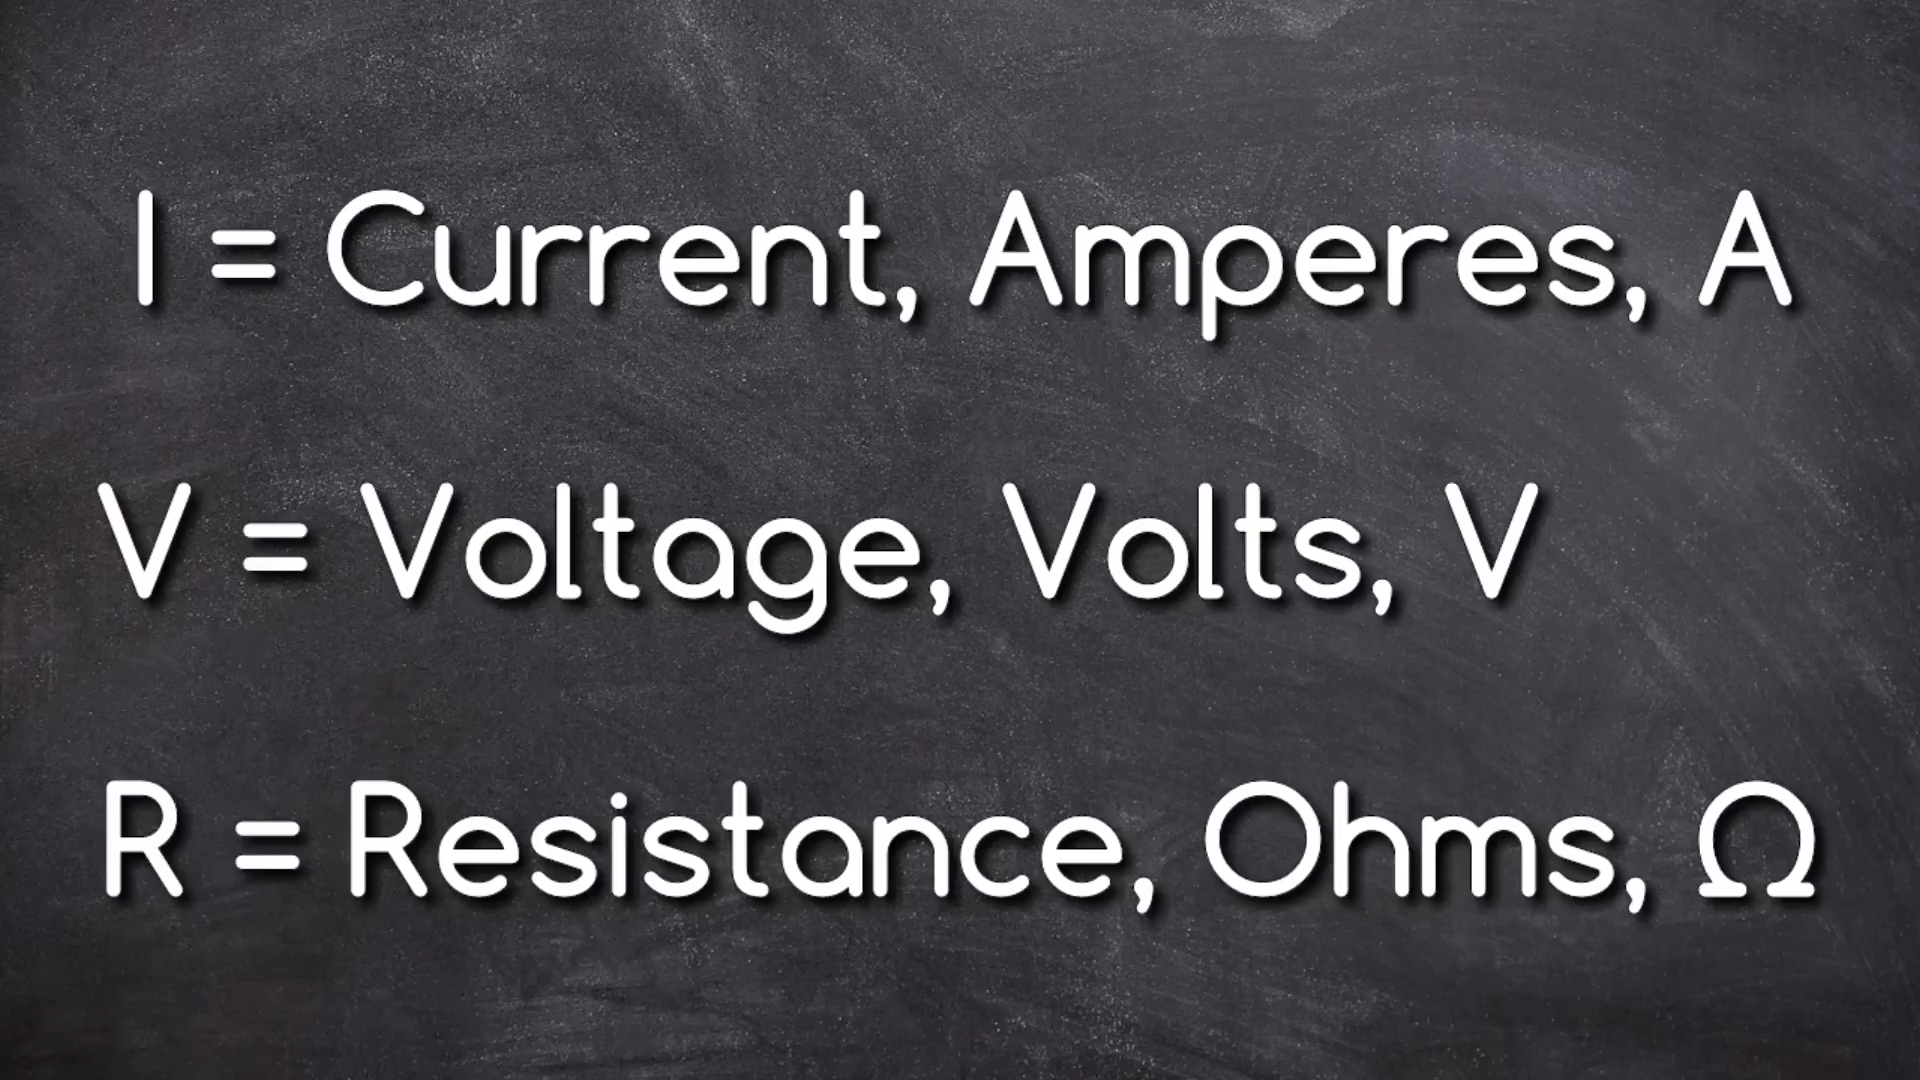 I = Current, Amperes, A
V = Voltage, Volts, V
R = Resistance, Ohms, Ω